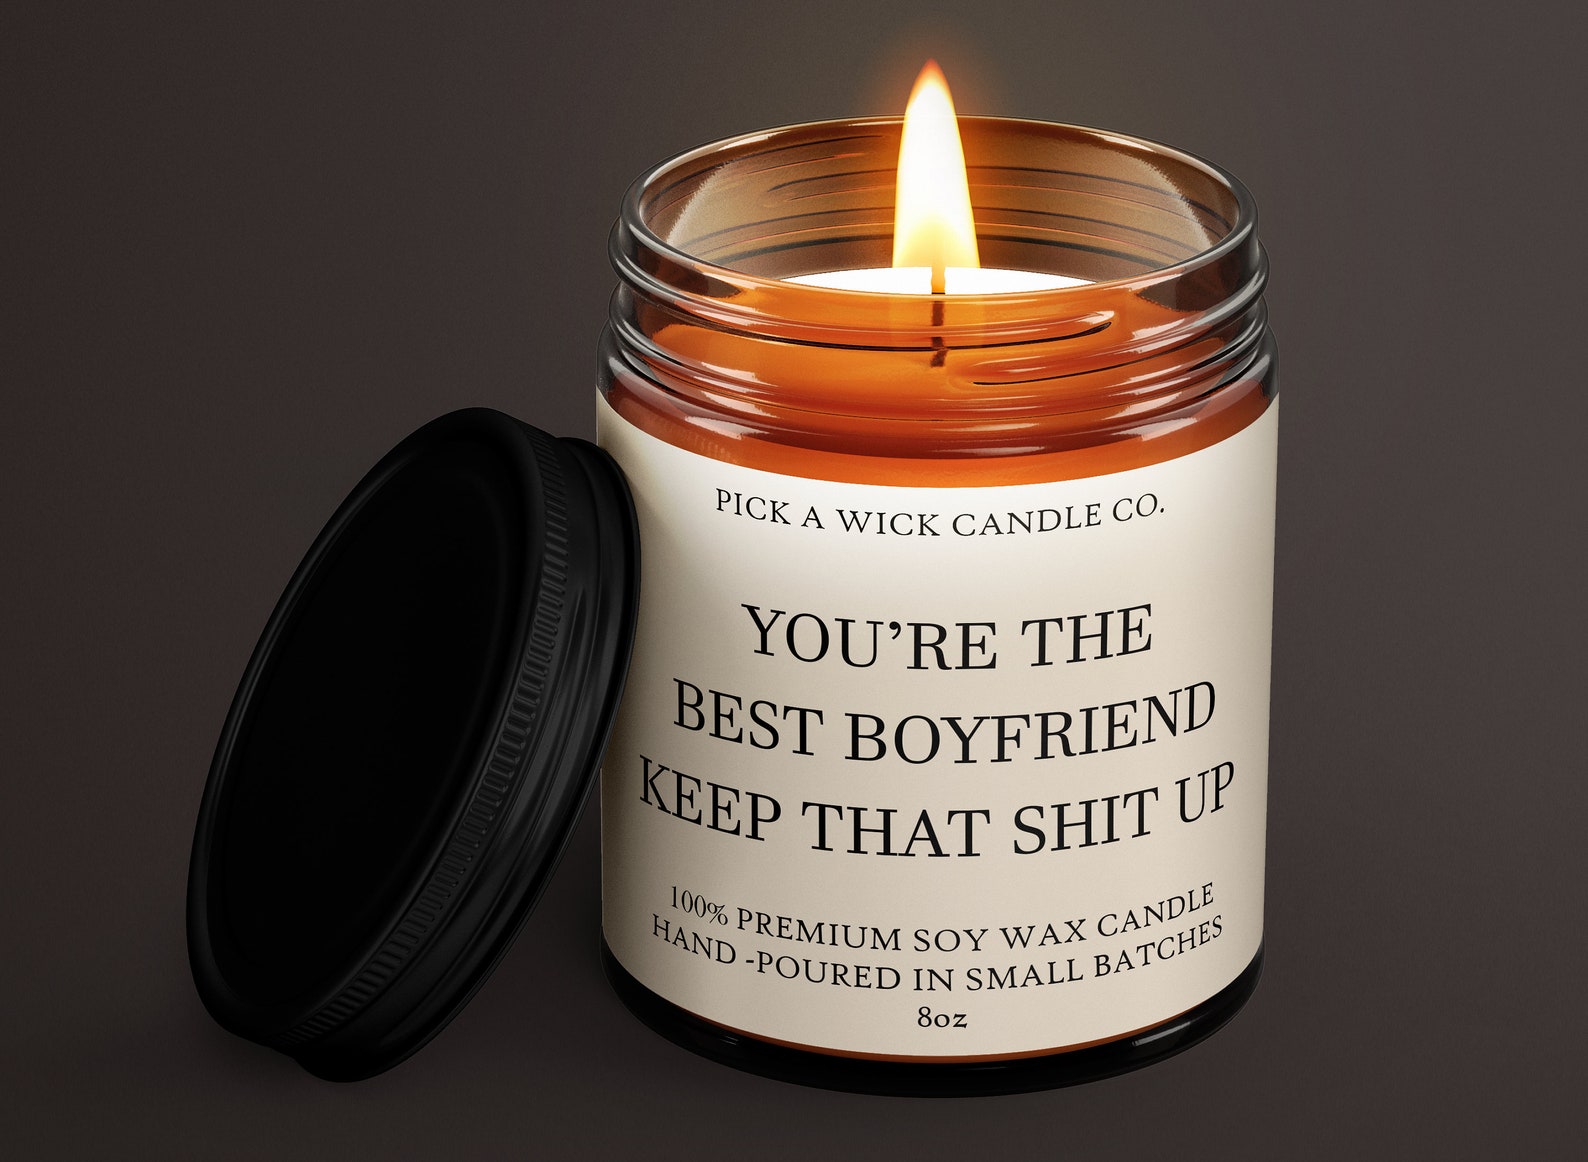 PICK A WICK CANDLE CO.
YOU'RE THE
BEST BOYFRIEND
KEEP THAT SHIT UP
100% PREMIUM SOY WAX CANDLE
HAND -POURED IN SMALL BATCHES
8oz